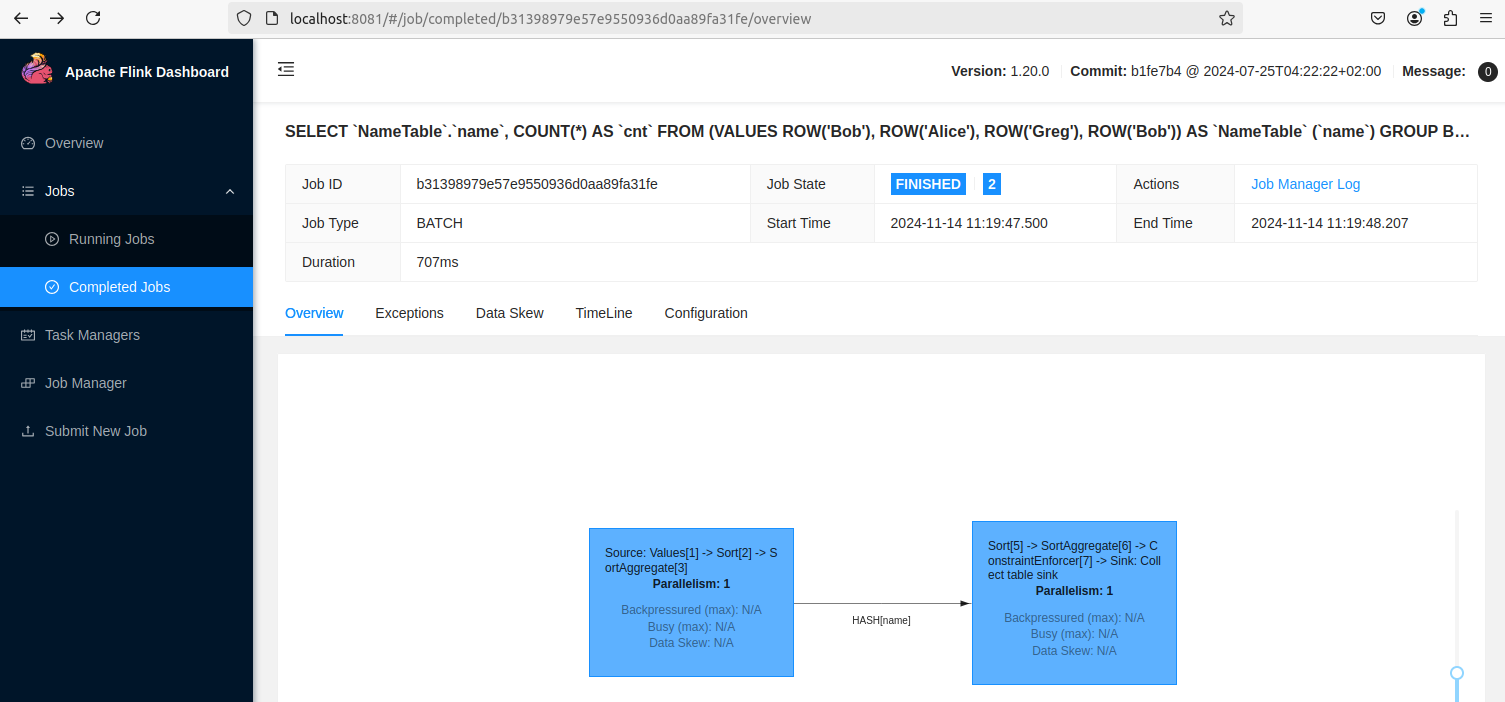 localhost:8081/#/job/completed/b31398979e57e9550936d0aa89fa31fe/overview
Apache Flink Dashboard
Version: 1.20.0 Commit: b1fe7b4 @ 2024-07-25T04:22:22+02:00 Message: 0
Overview
Jobs
Running Jobs
Completed Jobs
Task Managers
Job Manager
Submit New Job
SELECT `NameTable`.`name`, COUNT(*) AS `cnt` FROM (VALUES ROW('Bob'), ROW('Alice'), ROW('Greg'), ROW('Bob')) AS `NameTable` (`name`) GROUP B…
Job ID b31398979e57e9550936d0aa89fa31fe Job State FINISHED 2 Actions Job Manager Log
Job Type BATCH Start Time 2024-11-14 11:19:47.500 End Time 2024-11-14 11:19:48.207
Duration 707ms
Overview Exceptions Data Skew TimeLine Configuration
Source: Values[1] -> Sort[2] -> S
ortAggregate[3]
Parallelism: 1
Backpressured (max): N/A
Busy (max): N/A
Data Skew: N/A
HASH[name]
Sort[5] -> SortAggregate[6] -> C
onstraintEnforcer[7] -> Sink: Coll
ect table sink
Parallelism: 1
Backpressured (max): N/A
Busy (max): N/A
Data Skew: N/A